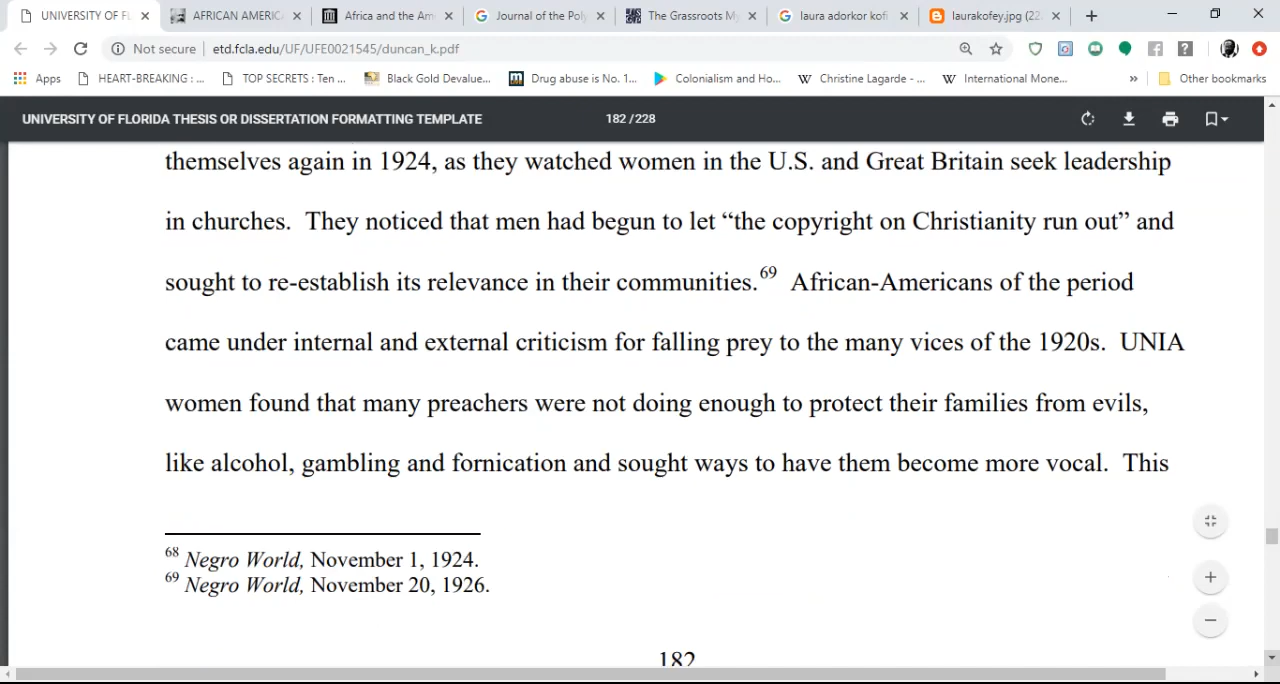 UNIVERSITY OF FL
AFRICAN AMERIC
Africa and the Am
Journal of the Pol
The Grassroots M
laura adorkor kofi
laurakofey.jpg (22
Not secure
etd.fcla.edu/UF/UFE0021545/duncan_k.pdf
Apps
HEART-BREAKING : ...
TOP SECRETS : Ten ...
Black Gold Devalue...
Drug abuse is No. 1...
Colonialism and Ho...
Christine Lagarde - ...
International Mone...
Other bookmarks
UNIVERSITY OF FLORIDA THESIS OR DISSERTATION FORMATTING TEMPLATE
182 / 228
themselves again in 1924, as they watched women in the U.S. and Great Britain seek leadership
in churches. They noticed that men had begun to let “the copyright on Christianity run out” and
sought to re-establish its relevance in their communities.69 African-Americans of the period
came under internal and external criticism for falling prey to the many vices of the 1920s. UNIA
women found that many preachers were not doing enough to protect their families from evils,
like alcohol, gambling and fornication and sought ways to have them become more vocal. This
68 Negro World, November 1, 1924.
69 Negro World, November 20, 1926.
182